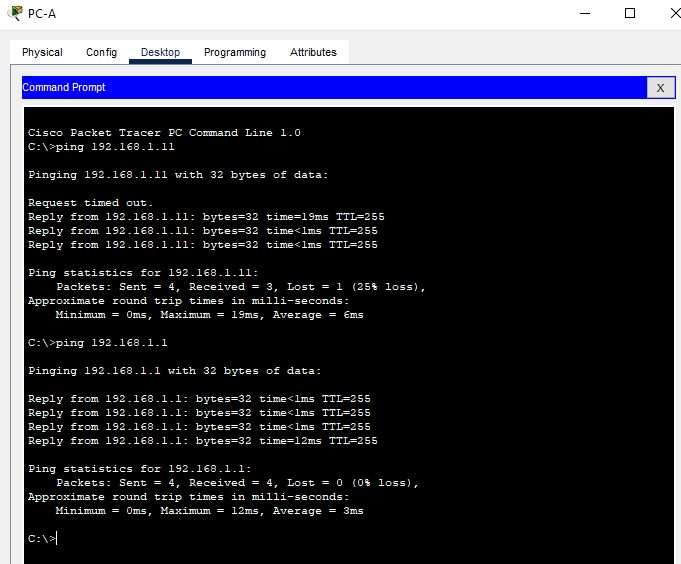 PC-A
Physical Config Desktop Programming Attributes
Command Prompt
X
Cisco Packet Tracer PC Command Line 1.0
C:\>ping 192.168.1.11
Pinging 192.168.1.11 with 32 bytes of data:
Request timed out.
Reply from 192.168.1.11: bytes=32 time=19ms TTL=255
Reply from 192.168.1.11: bytes=32 time<1ms TTL=255
Reply from 192.168.1.11: bytes=32 time<1ms TTL=255
Ping statistics for 192.168.1.11:
    Packets: Sent = 4, Received = 3, Lost = 1 (25% loss),
Approximate round trip times in milli-seconds:
    Minimum = 0ms, Maximum = 19ms, Average = 6ms
C:\>ping 192.168.1.1
Pinging 192.168.1.1 with 32 bytes of data:
Reply from 192.168.1.1: bytes=32 time<1ms TTL=255
Reply from 192.168.1.1: bytes=32 time<1ms TTL=255
Reply from 192.168.1.1: bytes=32 time<1ms TTL=255
Reply from 192.168.1.1: bytes=32 time=12ms TTL=255
Ping statistics for 192.168.1.1:
    Packets: Sent = 4, Received = 4, Lost = 0 (0% loss),
Approximate round trip times in milli-seconds:
    Minimum = 0ms, Maximum = 12ms, Average = 3ms
C:\>